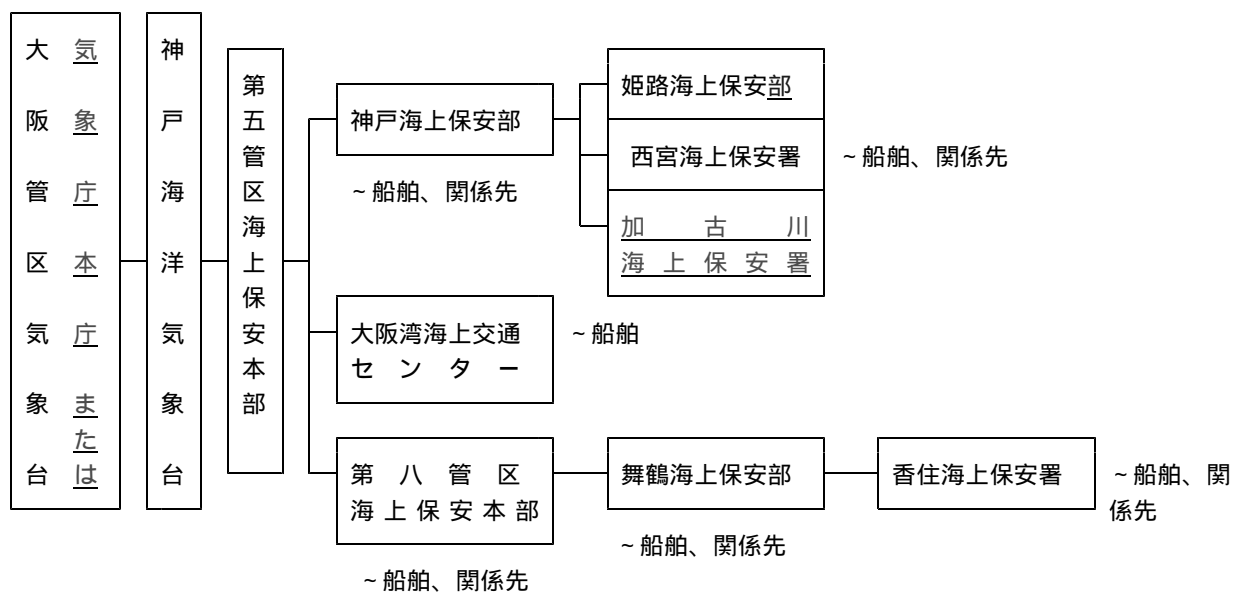 気象庁本庁または
大阪管区気象台
神戸海洋気象台
第五管区海上保安本部
神戸海上保安部
~船舶、関係先
姫路海上保安部
西宮海上保安署
加古川
海上保安署
~船舶、関係先
大阪湾海上交通
センター
~船舶
第八管区
海上保安本部
~船舶、関係先
舞鶴海上保安部
~船舶、関係先
香住海上保安署
~船舶、関
係先